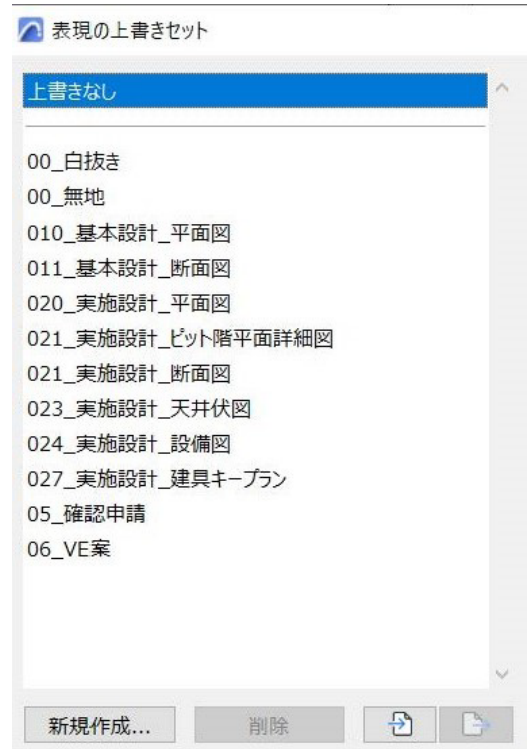 表現の上書きセット
上書きなし
00_白抜き
00_無地
010_基本設計_平面図
011_基本設計_断面図
020_実施設計_平面図
021_実施設計_ピット階平面詳細図
021_実施設計_断面図
023_実施設計_天井伏図
024_実施設計_設備図
027_実施設計_建具キープラン
05_確認申請
06_VE案
新規作成... 削除